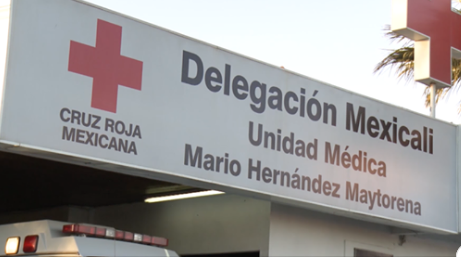 CRUZ ROJA
MEXICANA
Delegación Mexicali
Unidad Médica
Mario Hernández Maytorena